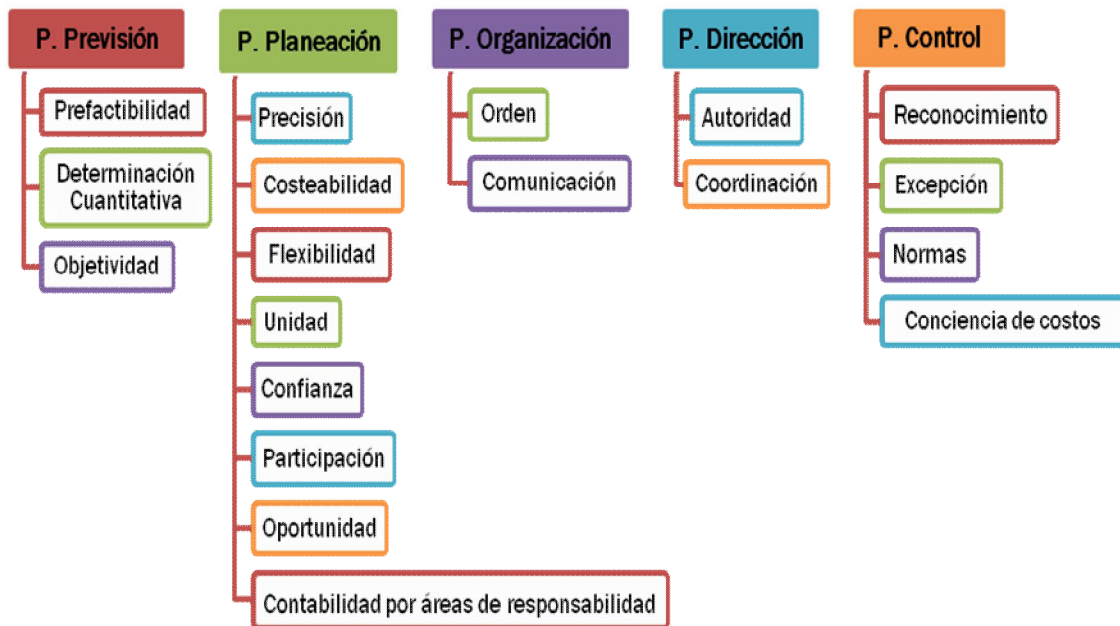 P. Previsión
Prefactibilidad
Determinación
Cuantitativa
Objetividad
P. Planeación
Precisión
Costeabilidad
Flexibilidad
Unidad
Confianza
Participación
Oportunidad
Contabilidad por áreas de responsabilidad
P. Organización
Orden
Comunicación
P. Dirección
Autoridad
Coordinación
P. Control
Reconocimiento
Excepción
Normas
Conciencia de costos